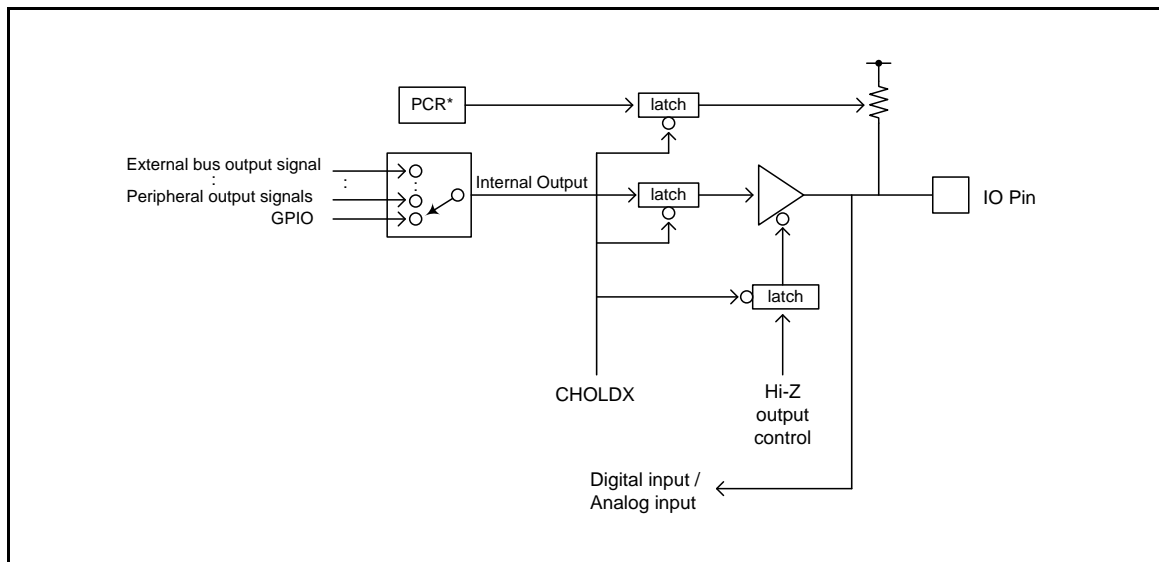 PCR*
latch
External bus output signal
:
:
Peripheral output signals
GPIO
Internal Output
latch
IO Pin
latch
CHOLDX
Hi-Z
output
control
Digital input /
Analog input